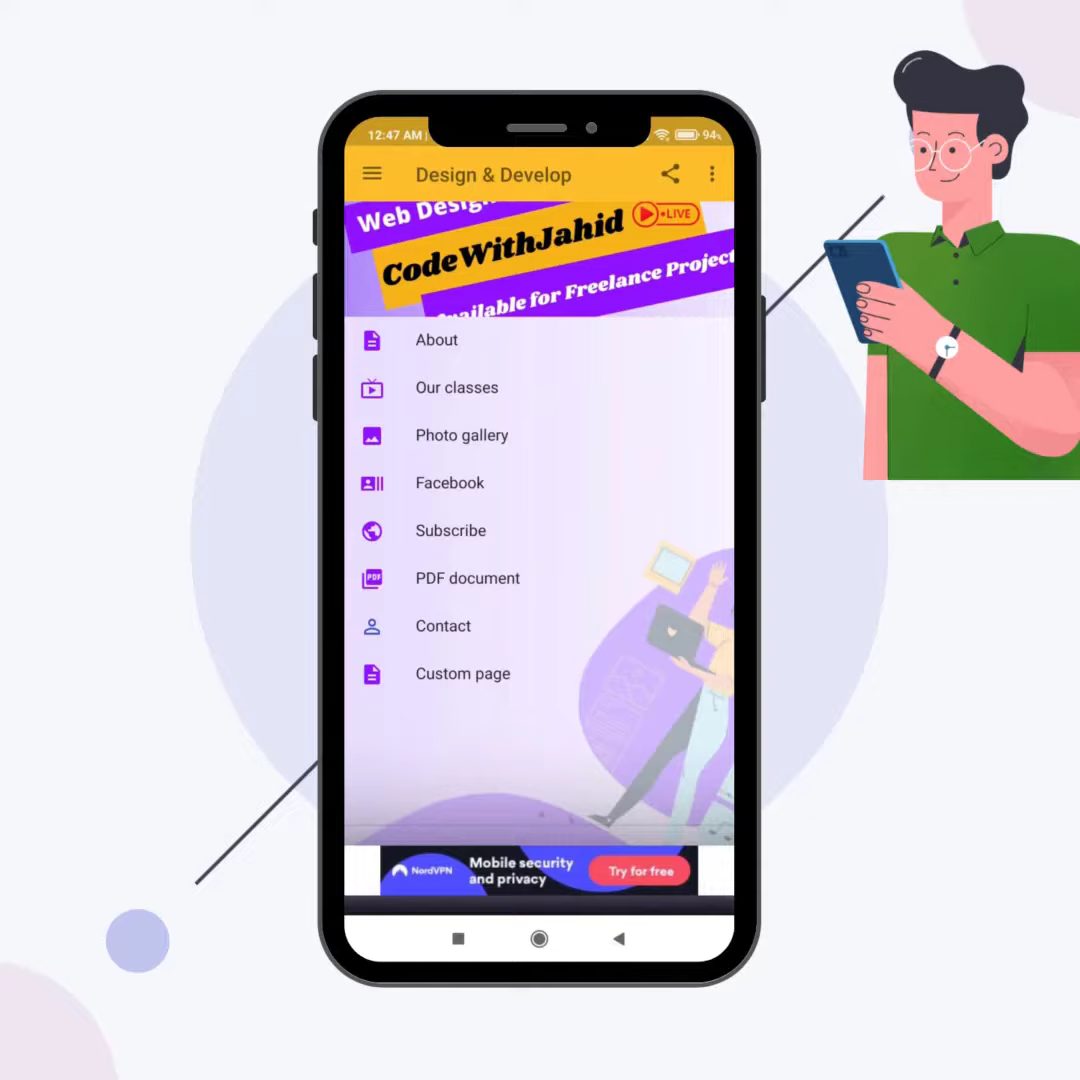 12:47 AM
94%
Design & Develop
Web Design
CodeWithJahid
LIVE
Available for Freelance Project
About
Our classes
Photo gallery
Facebook
Subscribe
PDF
PDF document
Contact
Custom page
NordVPN
Mobile security
and privacy
Try for free